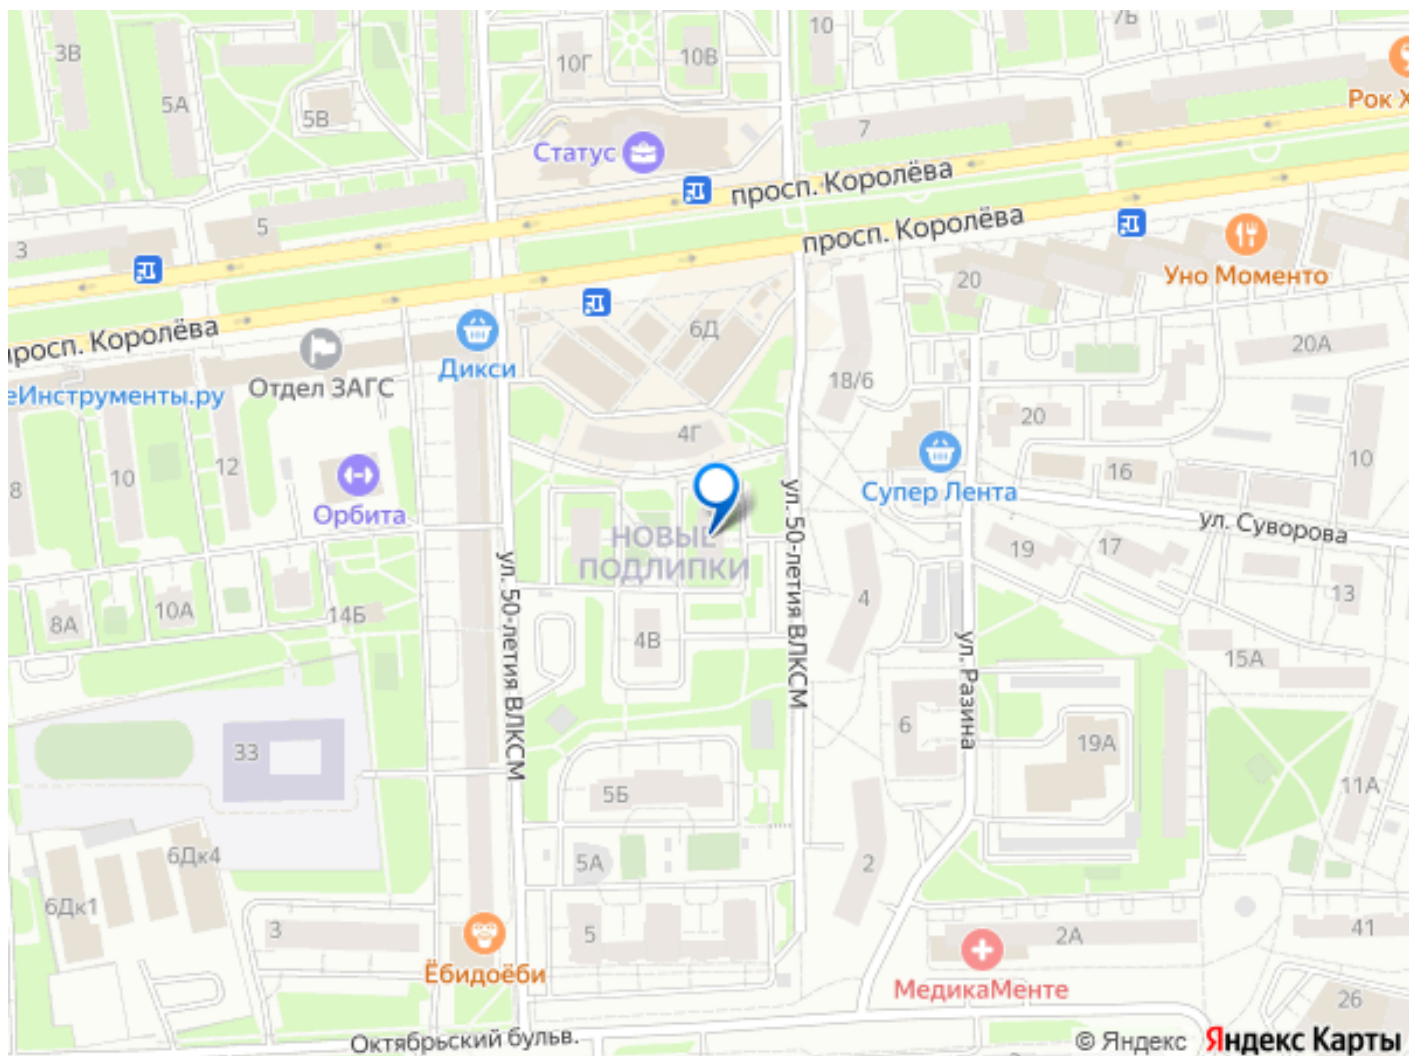 3В
5А
5В
10Г
10В
10
7Б
7
Рок Х
Статус
просп. Королёва
просп. Королёва
3
5
просп. Королёва
Отдел ЗАГС
Дикси
6Д
18/6
20
Уно Моменто
20А
еИнструменты.ру
8
10
12
Орбита
4Г
20
16
10
Супер Лента
ул. Суворова
НОВЫЕ
ПОДЛИПКИ
ул. 50-летия ВЛКСМ
ул. 50-летия ВЛКСМ
19
17
13
8А
10А
14Б
4В
4
ул. Разина
15А
33
6
19А
11А
5Б
5А
2
6Дк4
6Дк1
3
5
Ёбидоёби
2А
41
МедикаМенте
26
Октябрьский бульв.
© Яндекс Яндекс Карты